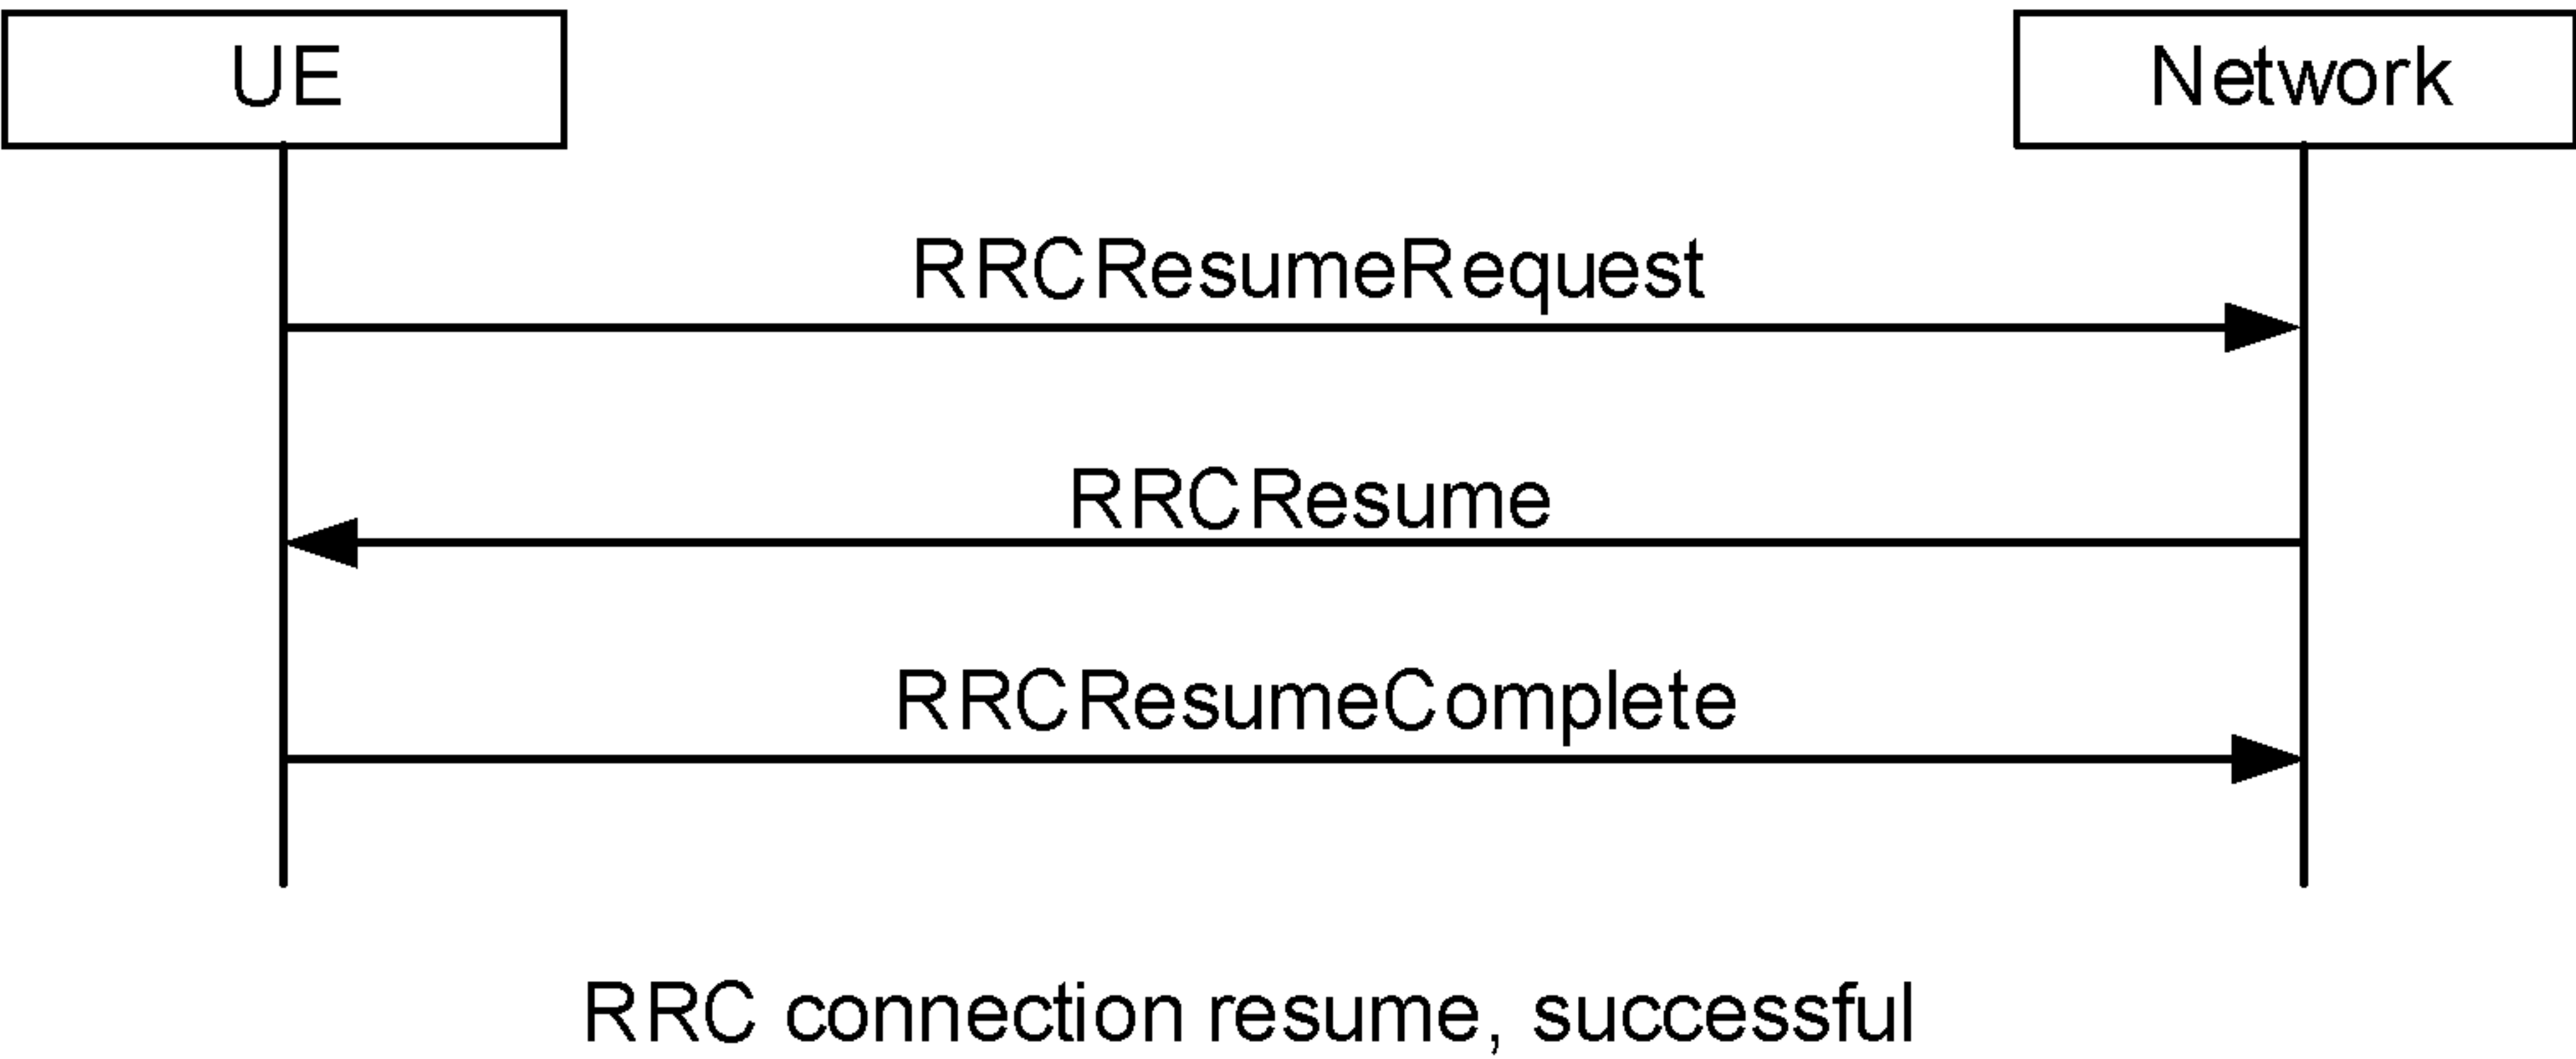 UE
Network
RRCResumeRequest
RRCResume
RRCResumeComplete
RRC connection resume, successful